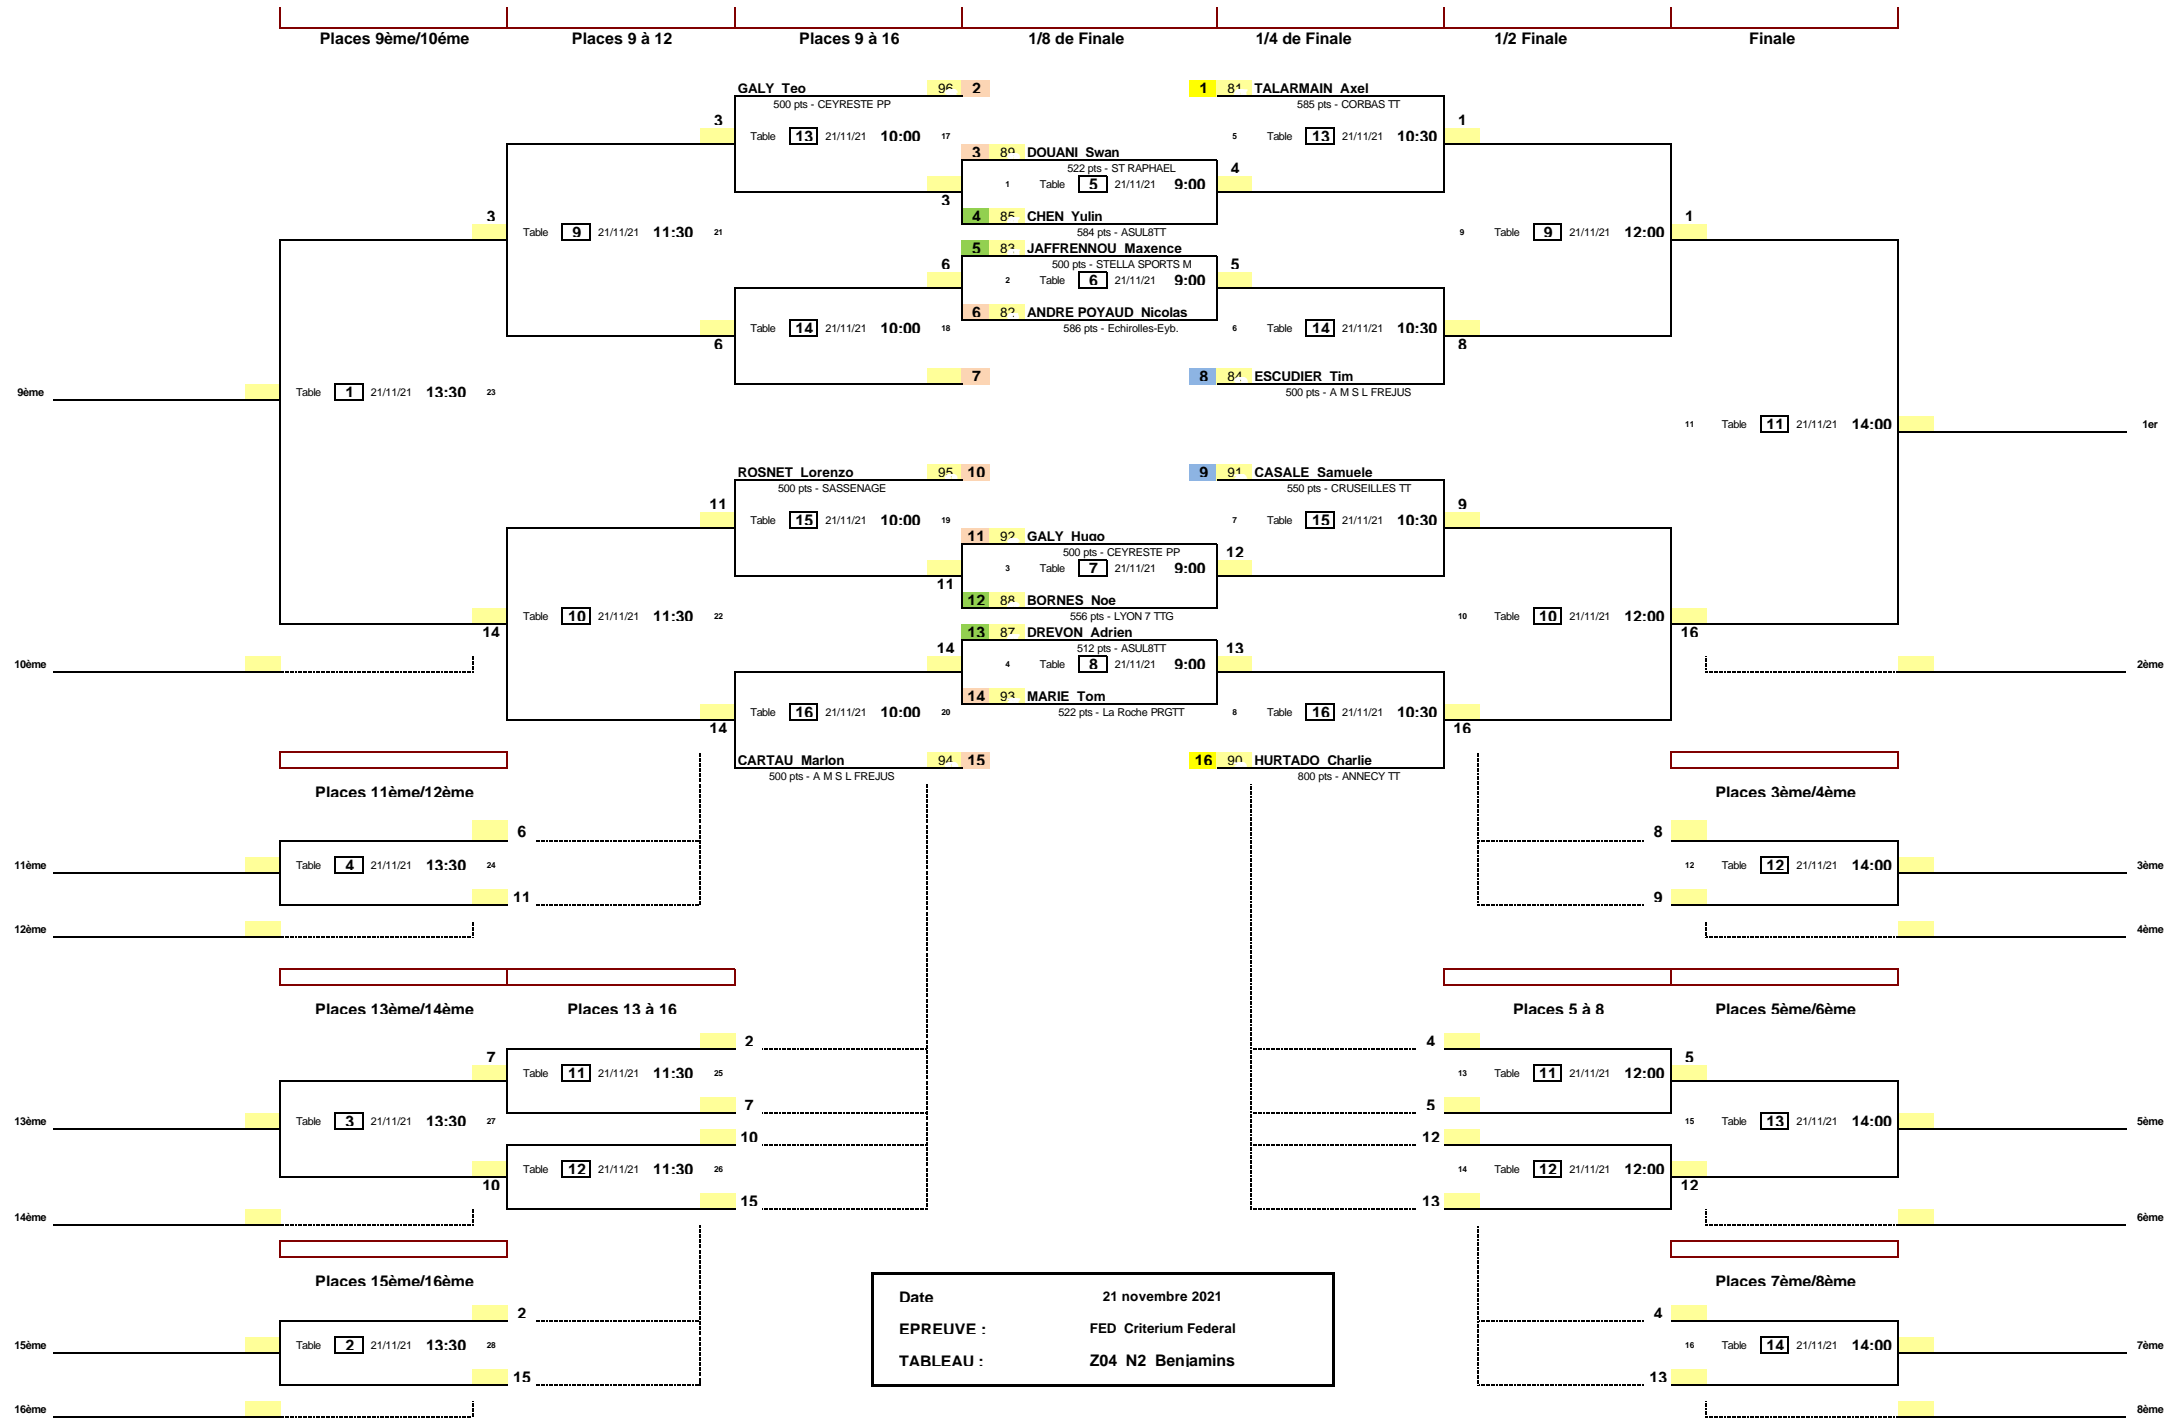 Places 9ème/10éme Places 9 à 12 Places 9 à 16 1/8 de Finale 1/4 de Finale 1/2 Finale Finale
GALY Teo 96 2 1 81 TALARMAIN Axel
500 pts - CEYRESTE PP 585 pts - CORBAS TT
3 1
Table 13 21/11/21 10:00 17 5 Table 13 21/11/21 10:30
3 89 DOUANI Swan
522 pts - ST RAPHAEL 4
1 Table 5 21/11/21 9:00
3
3 4 85 CHEN Yulin 1
Table 9 21/11/21 11:30 21 584 pts - ASUL8TT 9 Table 9 21/11/21 12:00
5 83 JAFFRENNOU Maxence
6 500 pts - STELLA SPORTS M 5
2 Table 6 21/11/21 9:00
6 82 ANDRE POYAUD Nicolas
Table 14 21/11/21 10:00 18 586 pts - Echirolles-Eyb. 6 Table 14 21/11/21 10:30
6 8
7 8 84 ESCUDIER Tim
9ème Table 1 21/11/21 13:30 23 500 pts - A M S L FREJUS
11 Table 11 21/11/21 14:00 1er
ROSNET Lorenzo 95 10 9 91 CASALE Samuele
500 pts - SASSENAGE 550 pts - CRUSEILLES TT
11 9
Table 15 21/11/21 10:00 19 7 Table 15 21/11/21 10:30
11 92 GALY Hugo
500 pts - CEYRESTE PP 12
3 Table 7 21/11/21 9:00
11
12 88 BORNES Noe
Table 10 21/11/21 11:30 22 556 pts - LYON 7 TTG 10 Table 10 21/11/21 12:00
14 13 87 DREVON Adrien 16
14 512 pts - ASUL8TT 13
10ème 4 Table 8 21/11/21 9:00 2ème
14 93 MARIE Tom
Table 16 21/11/21 10:00 20 522 pts - La Roche PRGTT 8 Table 16 21/11/21 10:30
14 16
CARTAU Marlon 94 15 16 90 HURTADO Charlie
500 pts - A M S L FREJUS 800 pts - ANNECY TT
Places 11ème/12ème Places 3ème/4ème
6 8
11ème Table 4 21/11/21 13:30 24 12 Table 12 21/11/21 14:00 3ème
11 9
12ème 4ème
Places 13ème/14ème Places 13 à 16 Places 5 à 8 Places 5ème/6ème
2 4
7 5
Table 11 21/11/21 11:30 25 13 Table 11 21/11/21 12:00
7 5
13ème Table 3 21/11/21 13:30 27 15 Table 13 21/11/21 14:00 5ème
10 12
Table 12 21/11/21 11:30 26 14 Table 12 21/11/21 12:00
10 12
15 13
14ème 6ème
Places 15ème/16ème Places 7ème/8ème
Date 21 novembre 2021
2 4
EPREUVE : FED Criterium Federal
15ème Table 2 21/11/21 13:30 28 16 Table 14 21/11/21 14:00 7ème
TABLEAU : Z04 N2 Benjamins
15 13
16ème 8ème